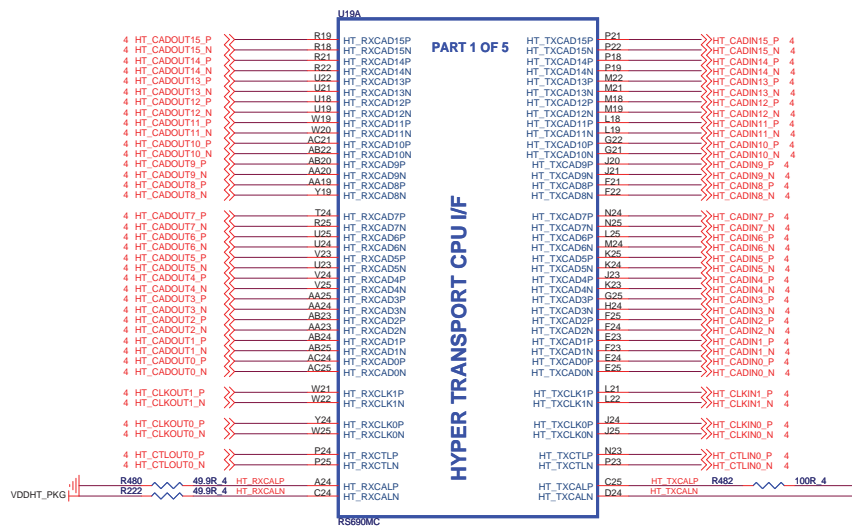 U19A
PART 1 OF 5
HYPER TRANSPORT CPU I/F
4 HT_CADOUT15_P R19 HT_RXCAD15P HT_TXCAD15P P21 HT_CADIN15_P 4
4 HT_CADOUT15_N R18 HT_RXCAD15N HT_TXCAD15N P22 HT_CADIN15_N 4
4 HT_CADOUT14_P R21 HT_RXCAD14P HT_TXCAD14P P18 HT_CADIN14_P 4
4 HT_CADOUT14_N R22 HT_RXCAD14N HT_TXCAD14N P19 HT_CADIN14_N 4
4 HT_CADOUT13_P U22 HT_RXCAD13P HT_TXCAD13P M22 HT_CADIN13_P 4
4 HT_CADOUT13_N U21 HT_RXCAD13N HT_TXCAD13N M21 HT_CADIN13_N 4
4 HT_CADOUT12_P U18 HT_RXCAD12P HT_TXCAD12P M18 HT_CADIN12_P 4
4 HT_CADOUT12_N U19 HT_RXCAD12N HT_TXCAD12N M19 HT_CADIN12_N 4
4 HT_CADOUT11_P W19 HT_RXCAD11P HT_TXCAD11P L18 HT_CADIN11_P 4
4 HT_CADOUT11_N W20 HT_RXCAD11N HT_TXCAD11N L19 HT_CADIN11_N 4
4 HT_CADOUT10_P AC21 HT_RXCAD10P HT_TXCAD10P G22 HT_CADIN10_P 4
4 HT_CADOUT10_N AB22 HT_RXCAD10N HT_TXCAD10N G21 HT_CADIN10_N 4
4 HT_CADOUT9_P AB20 HT_RXCAD9P HT_TXCAD9P J20 HT_CADIN9_P 4
4 HT_CADOUT9_N AA20 HT_RXCAD9N HT_TXCAD9N J21 HT_CADIN9_N 4
4 HT_CADOUT8_P AA19 HT_RXCAD8P HT_TXCAD8P F21 HT_CADIN8_P 4
4 HT_CADOUT8_N Y19 HT_RXCAD8N HT_TXCAD8N F22 HT_CADIN8_N 4
4 HT_CADOUT7_P T24 HT_RXCAD7P HT_TXCAD7P N24 HT_CADIN7_P 4
4 HT_CADOUT7_N R25 HT_RXCAD7N HT_TXCAD7N N25 HT_CADIN7_N 4
4 HT_CADOUT6_P U25 HT_RXCAD6P HT_TXCAD6P L25 HT_CADIN6_P 4
4 HT_CADOUT6_N U24 HT_RXCAD6N HT_TXCAD6N M24 HT_CADIN6_N 4
4 HT_CADOUT5_P V23 HT_RXCAD5P HT_TXCAD5P K25 HT_CADIN5_P 4
4 HT_CADOUT5_N U23 HT_RXCAD5N HT_TXCAD5N K24 HT_CADIN5_N 4
4 HT_CADOUT4_P V24 HT_RXCAD4P HT_TXCAD4P J23 HT_CADIN4_P 4
4 HT_CADOUT4_N V25 HT_RXCAD4N HT_TXCAD4N K23 HT_CADIN4_N 4
4 HT_CADOUT3_P AA25 HT_RXCAD3P HT_TXCAD3P G25 HT_CADIN3_P 4
4 HT_CADOUT3_N AA24 HT_RXCAD3N HT_TXCAD3N H24 HT_CADIN3_N 4
4 HT_CADOUT2_P AB23 HT_RXCAD2P HT_TXCAD2P F25 HT_CADIN2_P 4
4 HT_CADOUT2_N AA23 HT_RXCAD2N HT_TXCAD2N F24 HT_CADIN2_N 4
4 HT_CADOUT1_P AB24 HT_RXCAD1P HT_TXCAD1P E23 HT_CADIN1_P 4
4 HT_CADOUT1_N AB25 HT_RXCAD1N HT_TXCAD1N F23 HT_CADIN1_N 4
4 HT_CADOUT0_P AC24 HT_RXCAD0P HT_TXCAD0P E24 HT_CADIN0_P 4
4 HT_CADOUT0_N AC25 HT_RXCAD0N HT_TXCAD0N E25 HT_CADIN0_N 4
4 HT_CLKOUT1_P W21 HT_RXCLK1P HT_TXCLK1P L21 HT_CLKIN1_P 4
4 HT_CLKOUT1_N W22 HT_RXCLK1N HT_TXCLK1N L22 HT_CLKIN1_N 4
4 HT_CLKOUT0_P Y24 HT_RXCLK0P HT_TXCLK0P J24 HT_CLKIN0_P 4
4 HT_CLKOUT0_N W25 HT_RXCLK0N HT_TXCLK0N J25 HT_CLKIN0_N 4
4 HT_CTLOUT0_P P24 HT_RXCTLP HT_TXCTLP N23 HT_CTLIN0_P 4
4 HT_CTLOUT0_N P25 HT_RXCTLN HT_TXCTLN P23 HT_CTLIN0_N 4
R480 49.9R_4 HT_RXCALP A24 HT_RXCALP HT_TXCALP C25 HT_TXCALP R482 100R_4
VDDHT_PKG R222 49.9R_4 HT_RXCALN C24 HT_RXCALN HT_TXCALN D24 HT_TXCALN
RS690MC